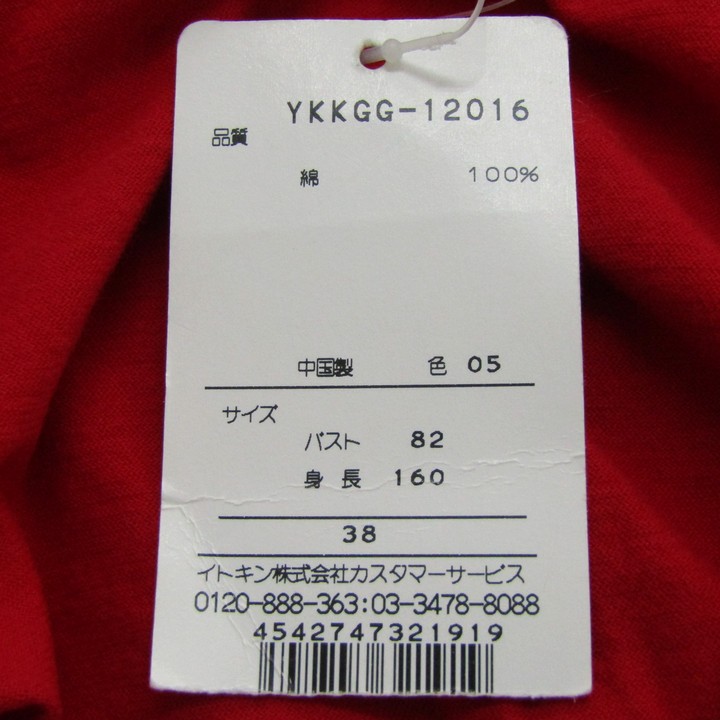 YKKGG-12016
品質
綿 100%
中国製 色 05
サイズ
バスト 82
身長 160
38
イトキン株式会社カスタマーサービス
0120-888-363:03-3478-8088
4542747321919